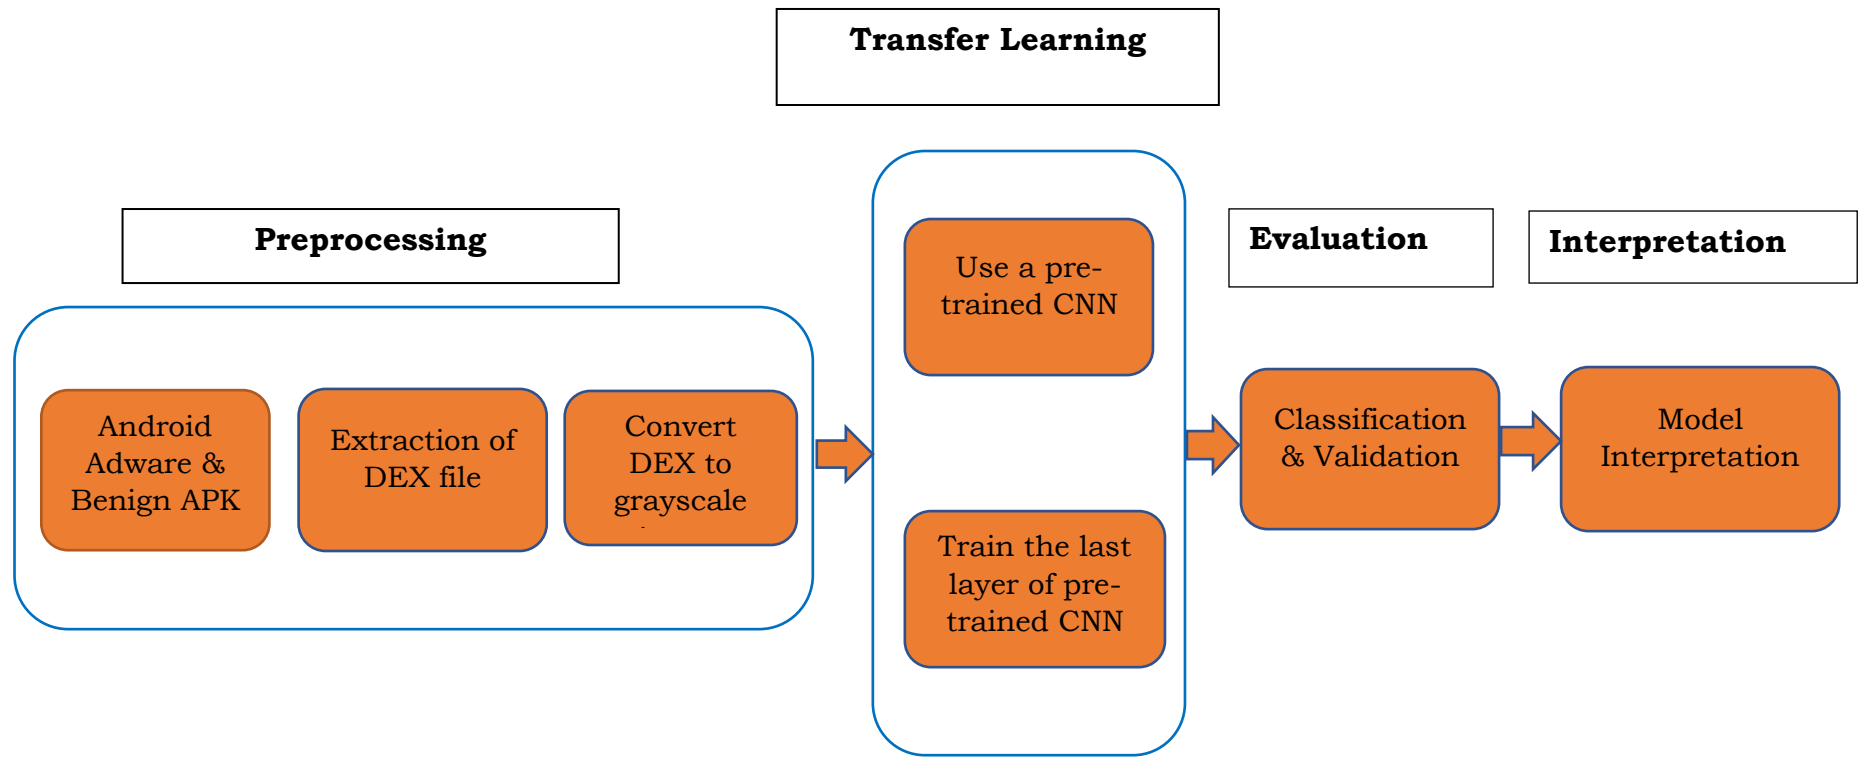 Transfer Learning
Preprocessing
Android
Adware &
Benign APK
Extraction of
DEX file
Convert
DEX to
grayscale
Use a pre-
trained CNN
Train the last
layer of pre-
trained CNN
Evaluation
Classification
& Validation
Interpretation
Model
Interpretation